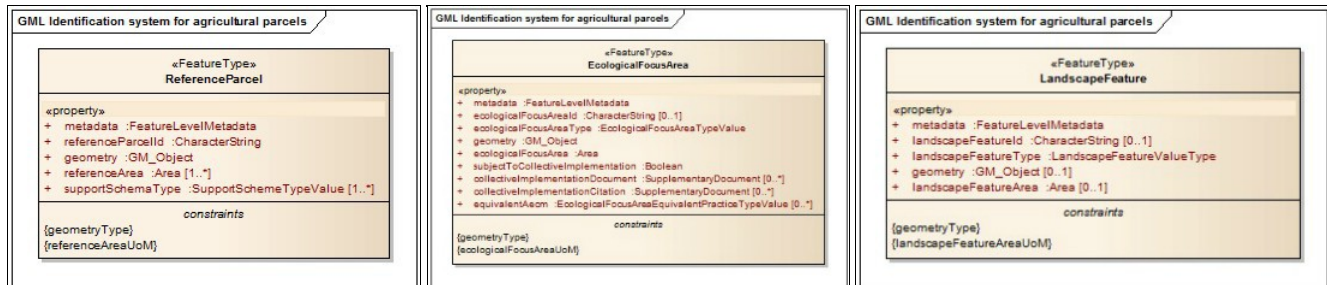 GML Identification system for agricultural parcels
«FeatureType»
ReferenceParcel
«property»
+ metadata :FeatureLevelMetadata
+ referenceParcelId :CharacterString
+ geometry :GM_Object
+ referenceArea :Area [1..*]
+ supportSchemaType :SupportSchemeTypeValue [1..*]
constraints
{geometryType}
{referenceAreaUoM}
GML Identification system for agricultural parcels
«FeatureType»
EcologicalFocusArea
«property»
+ metadata :FeatureLevelMetadata
+ ecologicalFocusAreaId :CharacterString [0..1]
+ ecologicalFocusAreaType :EcologicalFocusAreaTypeValue
+ geometry :GM_Object
+ ecologicalFocusArea :Area
+ subjectToCollectiveImplementation :Boolean
+ collectiveImplementationDocument :SupplementaryDocument [0..*]
+ collectiveImplementationCitation :SupplementaryDocument [0..*]
+ equivalentAecm :EcologicalFocusAreaEquivalentPracticeTypeValue [0..*]
constraints
{geometryType}
{ecologicalFocusAreaUoM}
GML Identification system for agricultural parcels
«FeatureType»
LandscapeFeature
«property»
+ metadata :FeatureLevelMetadata
+ landscapeFeatureId :CharacterString [0..1]
+ landscapeFeatureType :LandscapeFeatureValueType
+ geometry :GM_Object [0..1]
+ landscapeFeatureArea :Area [0..1]
constraints
{geometryType}
{landscapeFeatureAreaUoM}